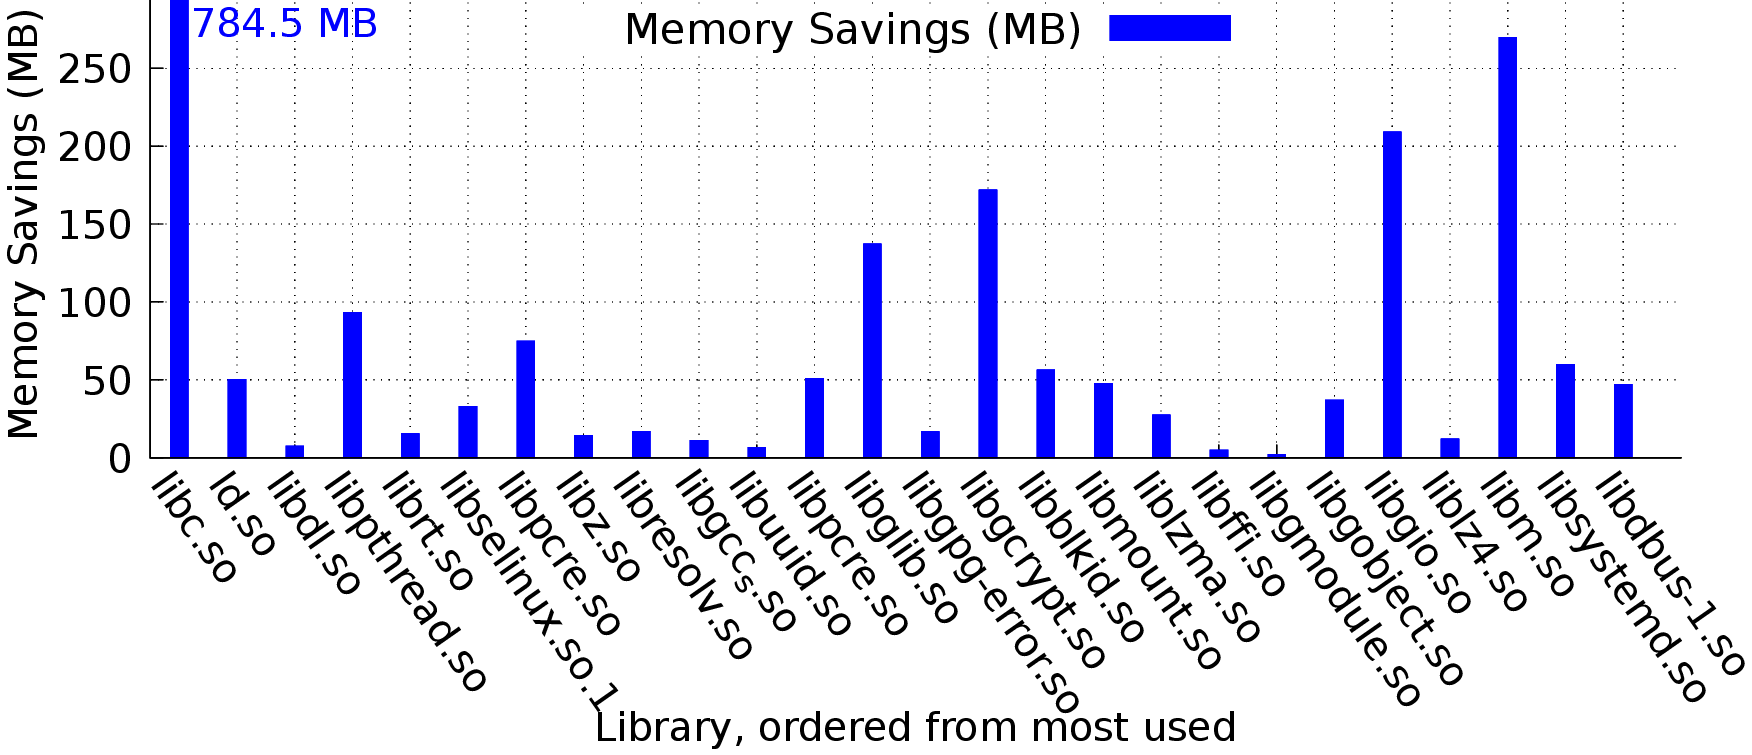 784.5 MB
Memory Savings (MB)
Memory Savings (MB)
250
200
150
100
50
0
libc.so
ld.so
libdl.so
libpthread.so
librt.so
libselinux.so.1
libpcre.so
libz.so
libresolv.so
libgccs.so
libuuid.so
libpcre.so
libglib.so
libgpg-error.so
libgcrypt.so
libblkid.so
libmount.so
liblzma.so
libffi.so
libgmodule.so
libgobject.so
libgio.so
liblz4.so
libm.so
libsystemd.so
libdbus-1.so
Library, ordered from most used